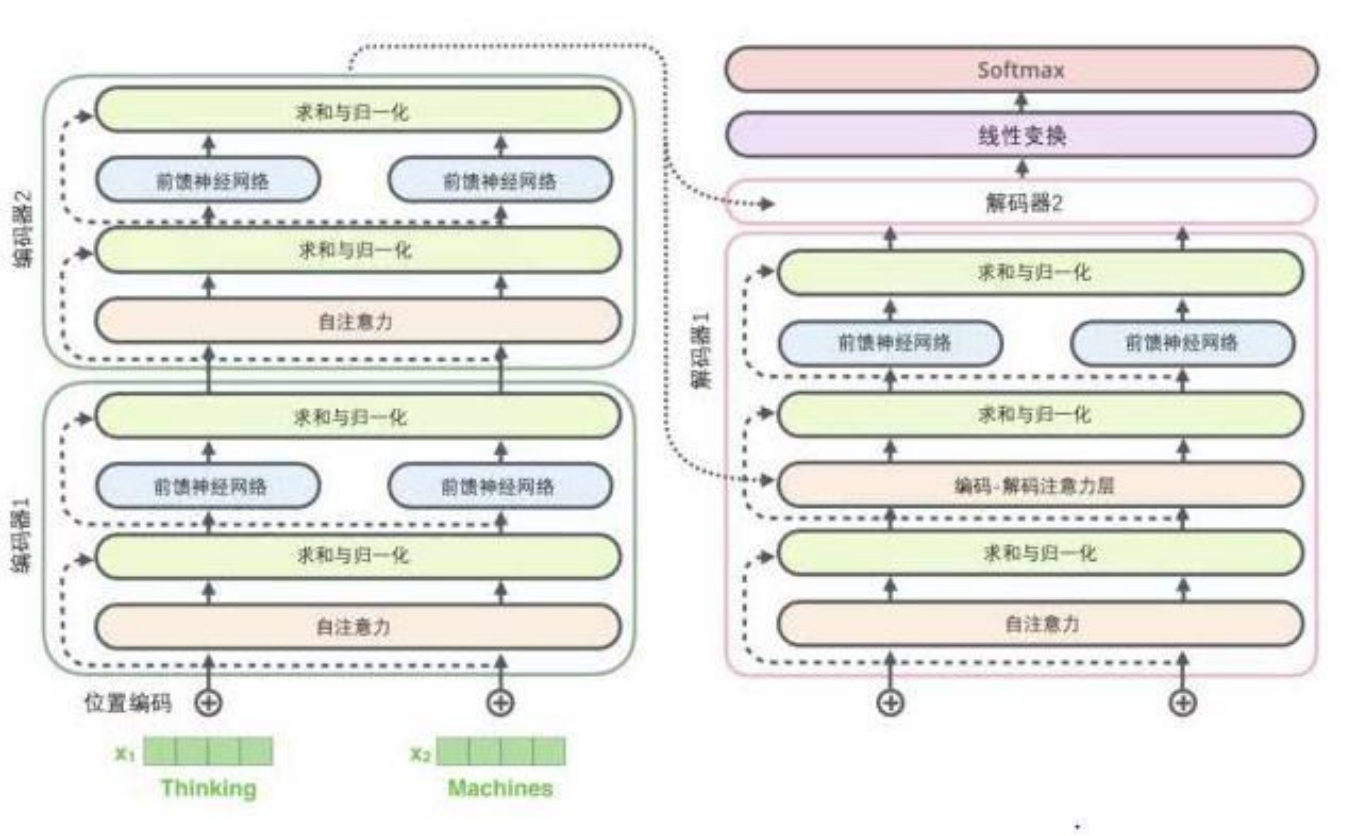 求和与归一化
前馈神经网络 前馈神经网络
求和与归一化
自注意力
编码器2
求和与归一化
前馈神经网络 前馈神经网络
求和与归一化
自注意力
编码器1
位置编码
X₁ X₂
Thinking Machines
Softmax
线性变换
解码器2
求和与归一化
前馈神经网络 前馈神经网络
求和与归一化
编码-解码注意力层
求和与归一化
自注意力
解码器1